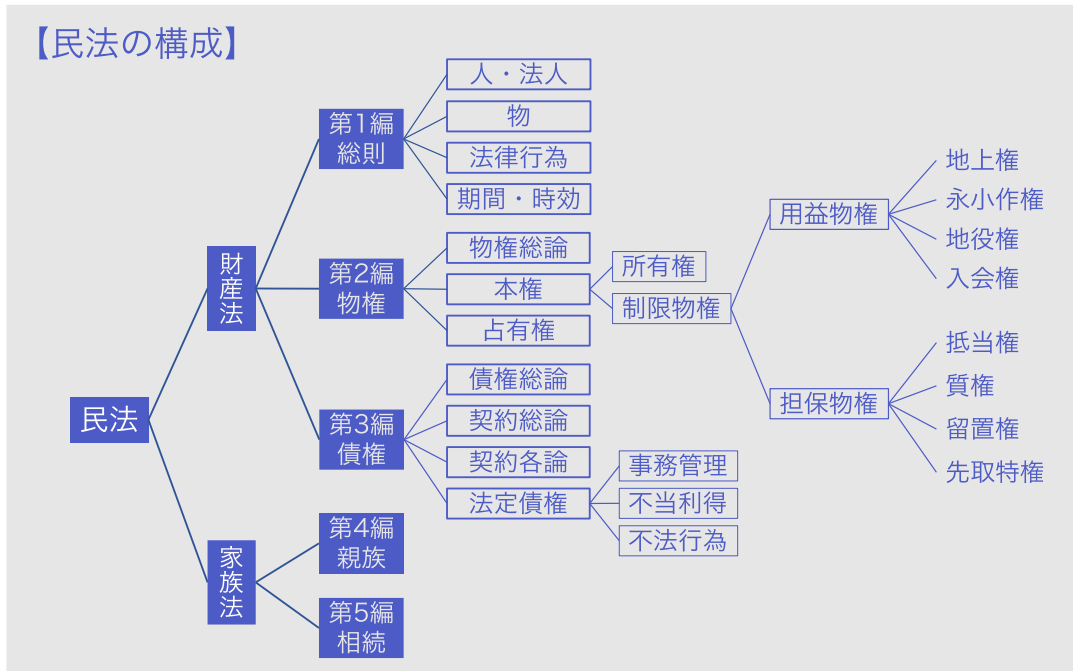 【民法の構成】
民法
財産法
第1編
総則
人・法人
物
法律行為
期間・時効
第2編
物権
物権総論
本権
所有権
制限物権
用益物権
地上権
永小作権
地役権
入会権
担保物権
抵当権
質権
留置権
先取特権
占有権
第3編
債権
債権総論
契約総論
契約各論
法定債権
事務管理
不当利得
不法行為
家族法
第4編
親族
第5編
相続